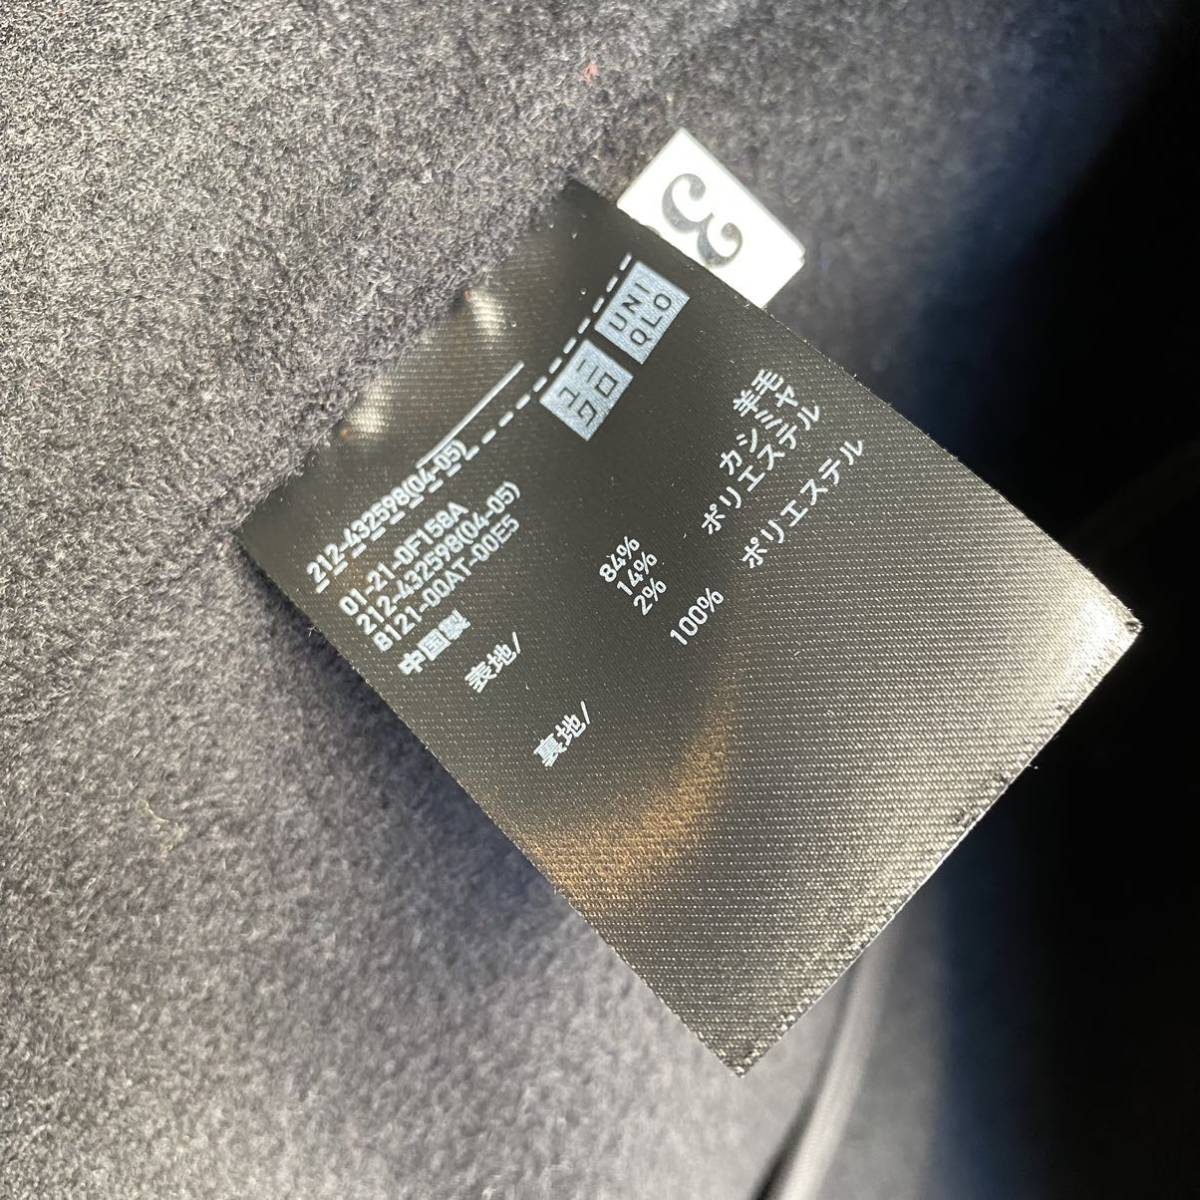 3
UNI
QLO
ユニ
クロ
212-432598(04-05)
01-21-0F158A
212-432598(04-05)
8121-00AT-00E5
中国製
表地/
84% 羊毛
14% カシミヤ
2% ポリエステル
裏地/
100% ポリエステル